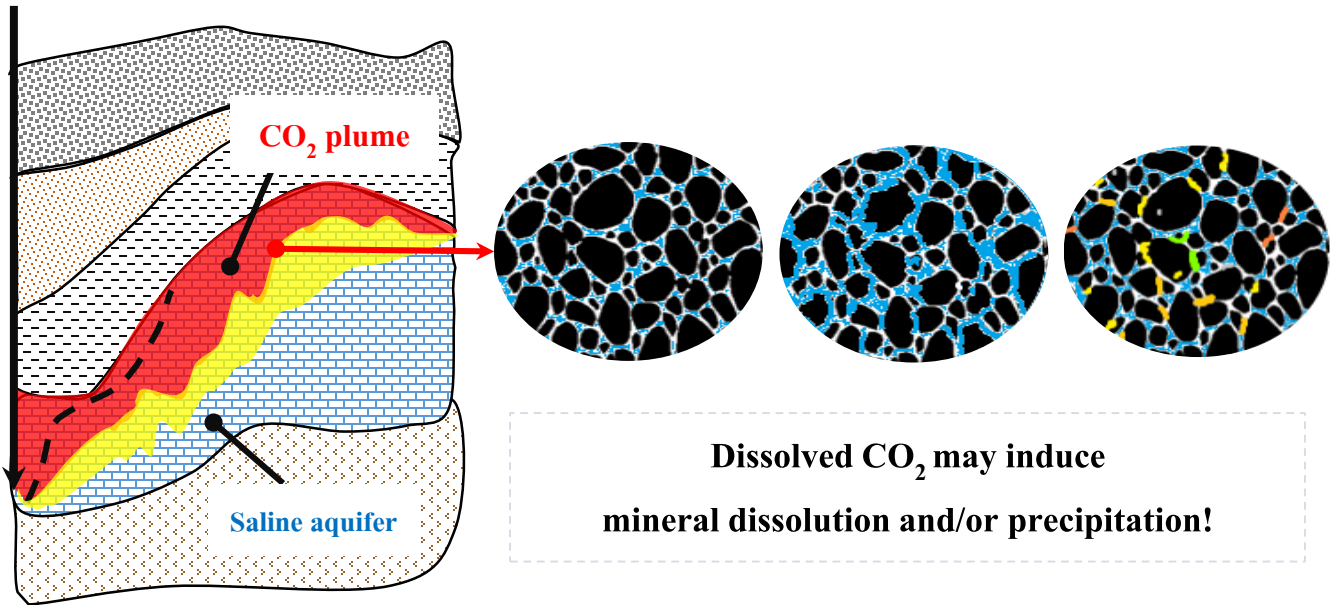 CO₂ plume
Saline aquifer
Dissolved CO₂ may induce
mineral dissolution and/or precipitation!